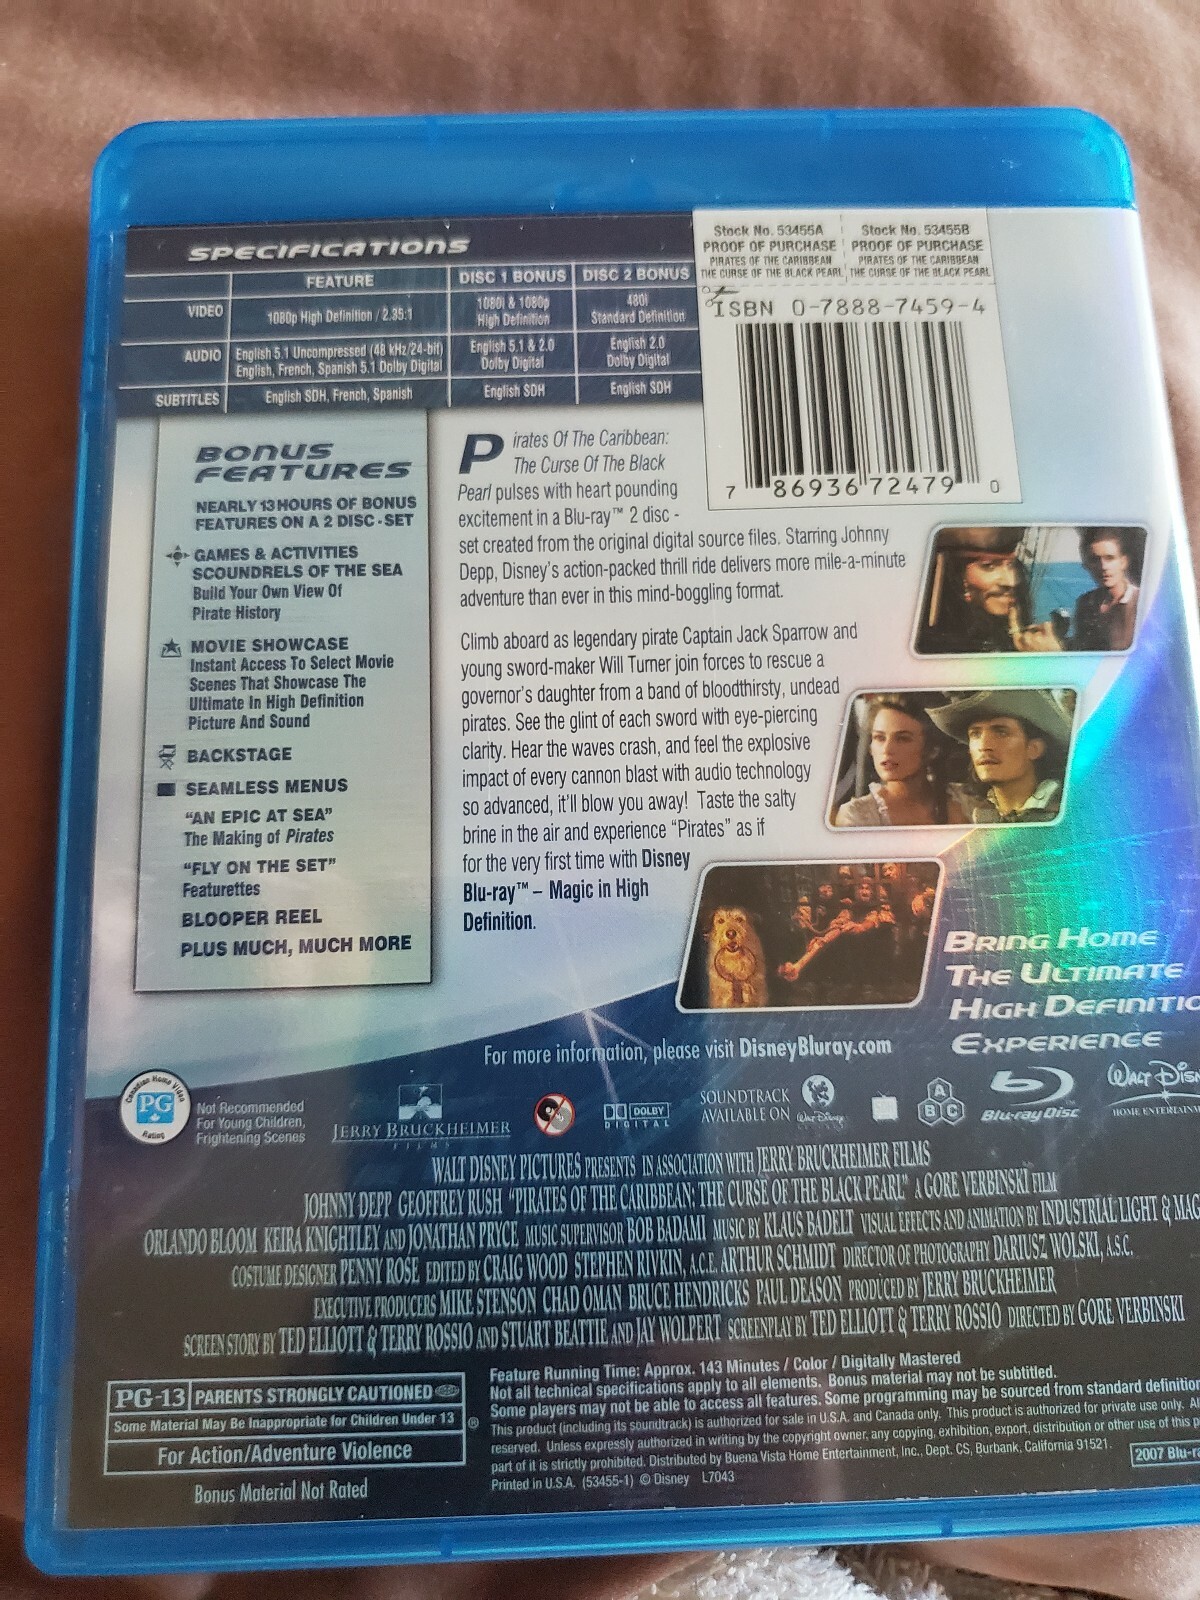 SPECIFICATIONS
FEATURE DISC 1 BONUS DISC 2 BONUS
VIDEO 1080p High Definition / 2.35:1 1080i & 1080p High Definition 480i Standard Definition
AUDIO English 5.1 Uncompressed (48 kHz/24-bit) English, French, Spanish 5.1 Dolby Digital English 5.1 & 2.0 Dolby Digital English 2.0 Dolby Digital
SUBTITLES English SDH, French, Spanish English SDH English SDH
Stock No. 53455A Stock No. 53455B
PROOF OF PURCHASE PROOF OF PURCHASE
PIRATES OF THE CARIBBEAN PIRATES OF THE CARIBBEAN
THE CURSE OF THE BLACK PEARL THE CURSE OF THE BLACK PEARL
ISBN 0-7888-7459-4
7 86936 72479 0
BONUS
FEATURES
NEARLY 13 HOURS OF BONUS
FEATURES ON A 2 DISC-SET
GAMES & ACTIVITIES
SCOUNDRELS OF THE SEA
Build Your Own View Of
Pirate History
MOVIE SHOWCASE
Instant Access To Select Movie
Scenes That Showcase The
Ultimate In High Definition
Picture And Sound
BACKSTAGE
SEAMLESS MENUS
"AN EPIC AT SEA"
The Making of Pirates
"FLY ON THE SET"
Featurettes
BLOOPER REEL
PLUS MUCH, MUCH MORE
Pirates Of The Caribbean:
The Curse Of The Black
Pearl pulses with heart pounding
excitement in a Blu-ray™ 2 disc -
set created from the original digital source files. Starring Johnny
Depp, Disney's action-packed thrill ride delivers more mile-a-minute
adventure than ever in this mind-boggling format.
Climb aboard as legendary pirate Captain Jack Sparrow and
young sword-maker Will Turner join forces to rescue a
governor's daughter from a band of bloodthirsty, undead
pirates. See the glint of each sword with eye-piercing
clarity. Hear the waves crash, and feel the explosive
impact of every cannon blast with audio technology
so advanced, it'll blow you away! Taste the salty
brine in the air and experience "Pirates" as if
for the very first time with Disney
Blu-ray™ – Magic in High
Definition.
BRING HOME
THE ULTIMATE
HIGH DEFINITIO
EXPERIENCE
For more information, please visit DisneyBluray.com
Canadian Home Video
PG
Ratings
Not Recommended
For Young Children,
Frightening Scenes
JERRY BRUCKHEIMER
FILMS
DOLBY
DIGITAL
SOUNDTRACK
AVAILABLE ON
Walt Disney
RECORDS
A B C
Blu-ray Disc
WALT DISN
HOME ENTERTAIN
WALT DISNEY PICTURES PRESENTS IN ASSOCIATION WITH JERRY BRUCKHEIMER FILMS
JOHNNY DEPP GEOFFREY RUSH "PIRATES OF THE CARIBBEAN: THE CURSE OF THE BLACK PEARL" A GORE VERBINSKI FILM
ORLANDO BLOOM KEIRA KNIGHTLEY AND JONATHAN PRYCE MUSIC SUPERVISOR BOB BADAMI MUSIC BY KLAUS BADELT VISUAL EFFECTS AND ANIMATION BY INDUSTRIAL LIGHT & MAG
COSTUME DESIGNER PENNY ROSE EDITED BY CRAIG WOOD STEPHEN RIVKIN, A.C.E. ARTHUR SCHMIDT DIRECTOR OF PHOTOGRAPHY DARIUSZ WOLSKI, A.S.C.
EXECUTIVE PRODUCERS MIKE STENSON CHAD OMAN BRUCE HENDRICKS PAUL DEASON PRODUCED BY JERRY BRUCKHEIMER
SCREEN STORY BY TED ELLIOTT & TERRY ROSSIO AND STUART BEATTIE AND JAY WOLPERT SCREENPLAY BY TED ELLIOTT & TERRY ROSSIO DIRECTED BY GORE VERBINSKI
PG-13 PARENTS STRONGLY CAUTIONED
Some Material May Be Inappropriate for Children Under 13 ®
For Action/Adventure Violence
Bonus Material Not Rated
Feature Running Time: Approx. 143 Minutes / Color / Digitally Mastered
Not all technical specifications apply to all elements. Bonus material may not be subtitled.
Some players may not be able to access all features. Some programming may be sourced from standard definition
This product (including its soundtrack) is authorized for sale in U.S.A. and Canada only. This product is authorized for private use only. Al
reserved. Unless expressly authorized in writing by the copyright owner, any copying, exhibition, export, distribution or other use of this
part of it is strictly prohibited. Distributed by Buena Vista Home Entertainment, Inc., Dept. CS, Burbank, California 91521.
Printed in U.S.A. (53455-1) © Disney L7043
2007 Blu-ra